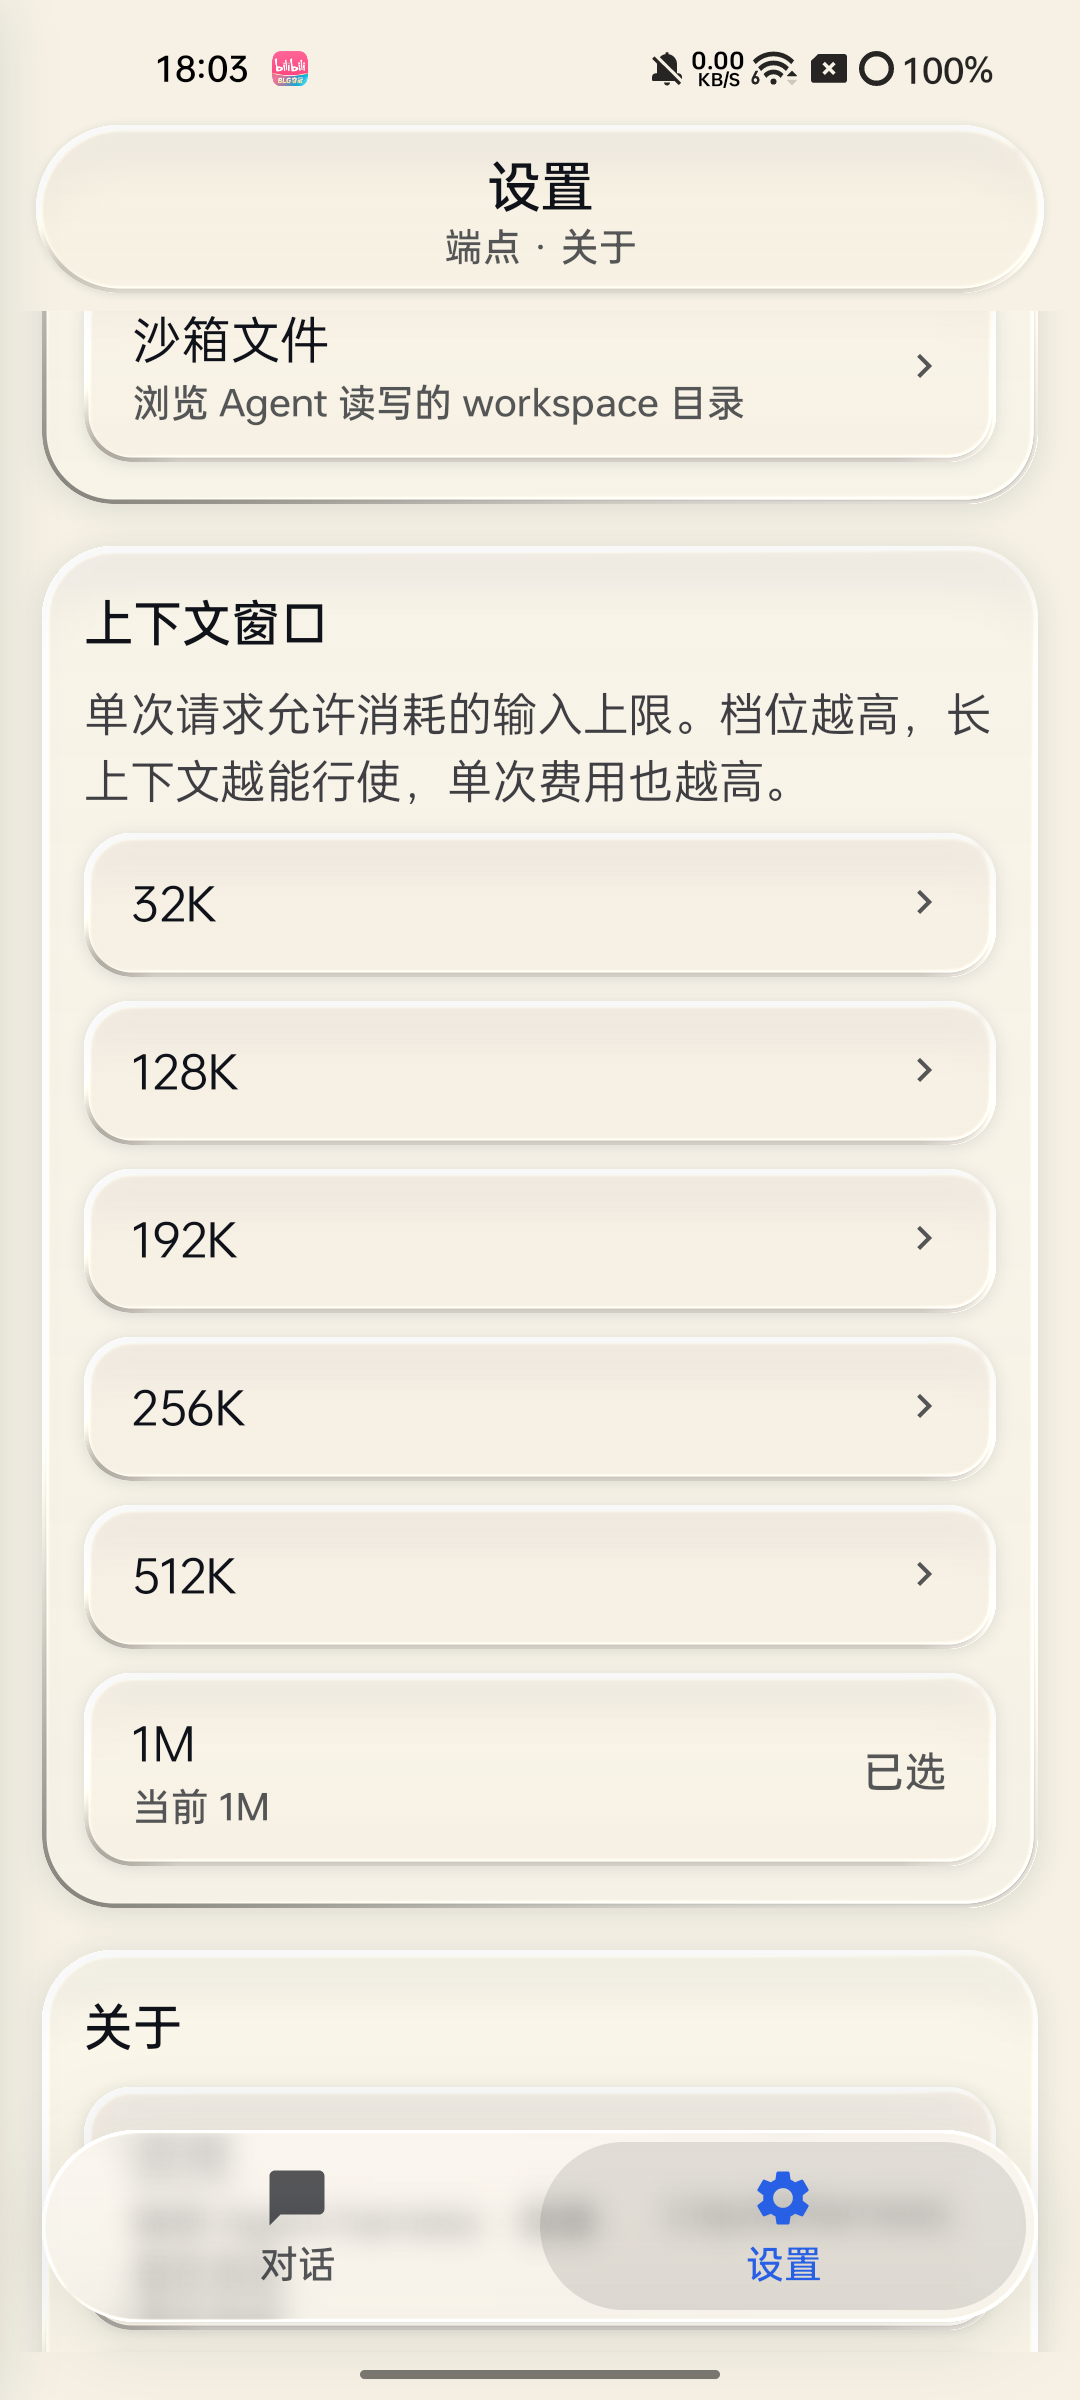 18:03
0.00
KB/S
100%
设置
端点 · 关于
沙箱文件
浏览 Agent 读写的 workspace 目录
上下文窗口
单次请求允许消耗的输入上限。档位越高，长
上下文越能行使，单次费用也越高。
32K
128K
192K
256K
512K
1M
当前 1M
已选
关于
对话
设置